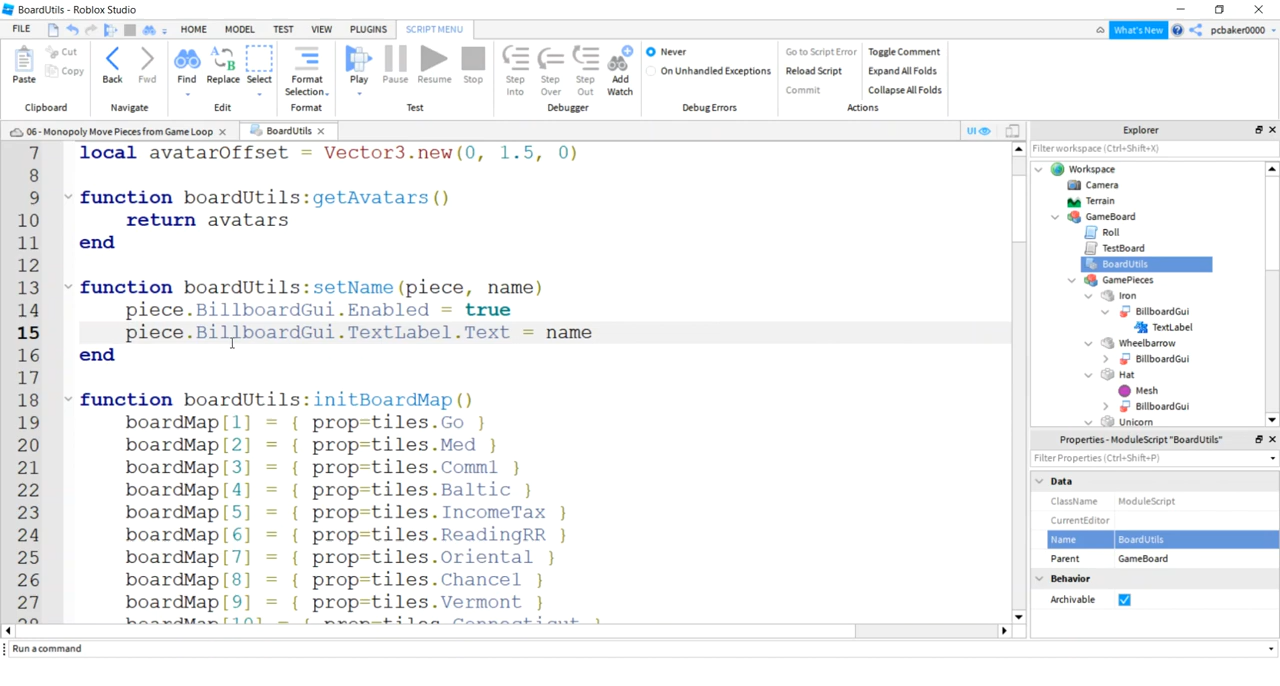 BoardUtils - Roblox Studio
FILE HOME MODEL TEST VIEW PLUGINS SCRIPT MENU What's New pcbaker0000
Paste Cut Copy Back Fwd Find Replace Select Format Selection Play Pause Resume Stop Step Into Step Over Step Out Add Watch Never On Unhandled Exceptions Go to Script Error Reload Script Commit Toggle Comment Expand All Folds Collapse All Folds
Clipboard Navigate Edit Format Test Debugger Debug Errors Actions
06 - Monopoly Move Pieces from Game Loop BoardUtils UI
7 local avatarOffset = Vector3.new(0, 1.5, 0)
8
9 function boardUtils:getAvatars()
10 return avatars
11 end
12
13 function boardUtils:setName(piece, name)
14 piece.BillboardGui.Enabled = true
15 piece.BillboardGui.TextLabel.Text = name
16 end
17
18 function boardUtils:initBoardMap()
19 boardMap[1] = { prop=tiles.Go }
20 boardMap[2] = { prop=tiles.Med }
21 boardMap[3] = { prop=tiles.Comm1 }
22 boardMap[4] = { prop=tiles.Baltic }
23 boardMap[5] = { prop=tiles.IncomeTax }
24 boardMap[6] = { prop=tiles.ReadingRR }
25 boardMap[7] = { prop=tiles.Oriental }
26 boardMap[8] = { prop=tiles.Chance1 }
27 boardMap[9] = { prop=tiles.Vermont }
28 boardMap[10] = { prop=tiles.Connecticut }
Explorer
Filter workspace (Ctrl+Shift+X)
Workspace
Camera
Terrain
GameBoard
Roll
TestBoard
BoardUtils
GamePieces
Iron
BillboardGui
TextLabel
Wheelbarrow
BillboardGui
Hat
Mesh
BillboardGui
Unicorn
Properties - ModuleScript "BoardUtils"
Filter Properties (Ctrl+Shift+P)
Data
ClassName ModuleScript
CurrentEditor
Name BoardUtils
Parent GameBoard
Behavior
Archivable
Run a command